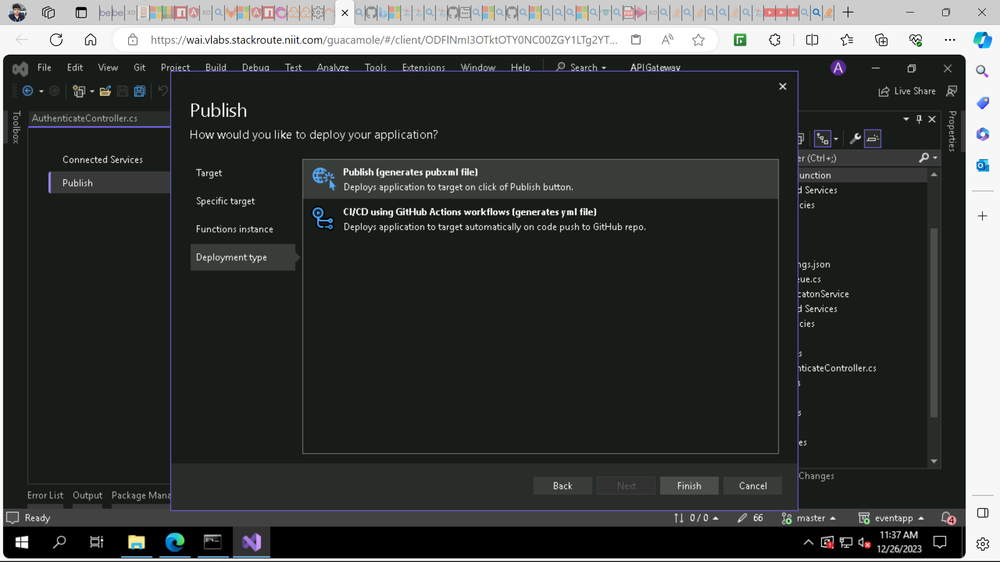 https://wai.vlabs.stackroute.niit.com/guacamole/#/client/ODFlNmI3OTktOTY0NC00ZGY1LTg2YT...
File Edit View Git Project Build Debug Test Analyze Tools Extensions Window Help Search APIGateway
A
Live Share
Toolbox
AuthenticateController.cs
Connected Services
Publish
Publish
How would you like to deploy your application?
Target
Specific target
Functions instance
Deployment type
Publish (generates pubxml file)
Deploys application to target on click of Publish button.
CI/CD using GitHub Actions workflows (generates yml file)
Deploys application to target automatically on code push to GitHub repo.
Back Next Finish Cancel
Properties
er (Ctrl+;)
unction
d Services
cies
ngs.json
eue.cs
catonService
d Services
cies
s
nticateController.cs
s
s
es
Changes
Error List Output Package Mana
Ready
0 / 0 66 master eventapp 4
11:37 AM
12/26/2023